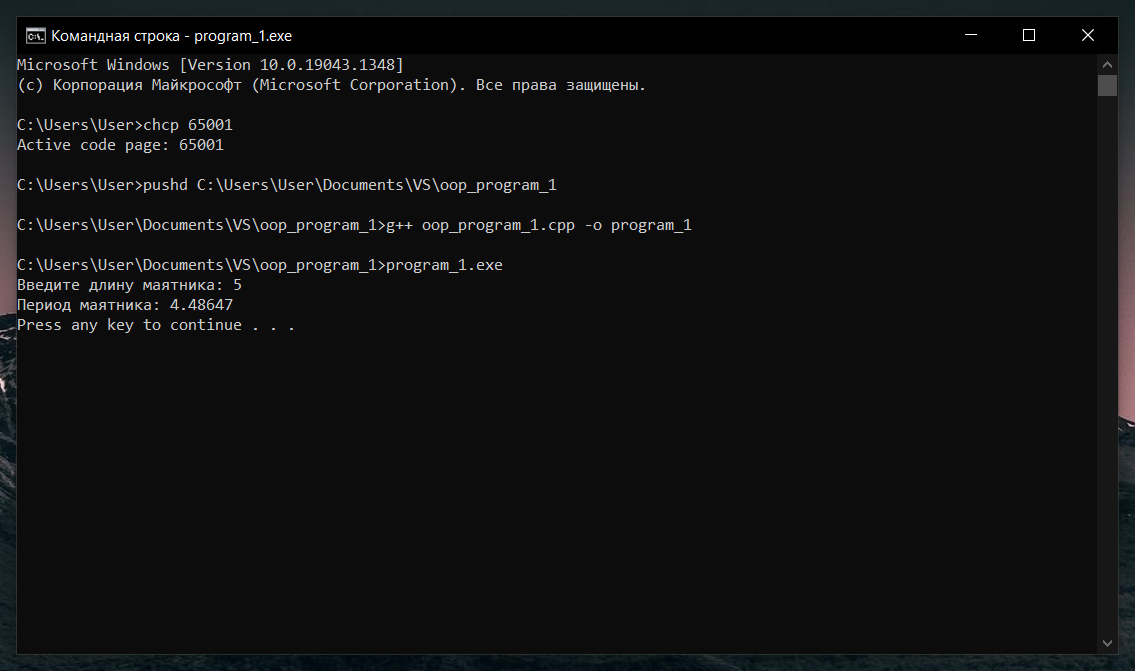 Командная строка - program_1.exe
Microsoft Windows [Version 10.0.19043.1348]
(c) Корпорация Майкрософт (Microsoft Corporation). Все права защищены.
C:\Users\User>chcp 65001
Active code page: 65001
C:\Users\User>pushd C:\Users\User\Documents\VS\oop_program_1
C:\Users\User\Documents\VS\oop_program_1>g++ oop_program_1.cpp -o program_1
C:\Users\User\Documents\VS\oop_program_1>program_1.exe
Введите длину маятника: 5
Период маятника: 4.48647
Press any key to continue . . .